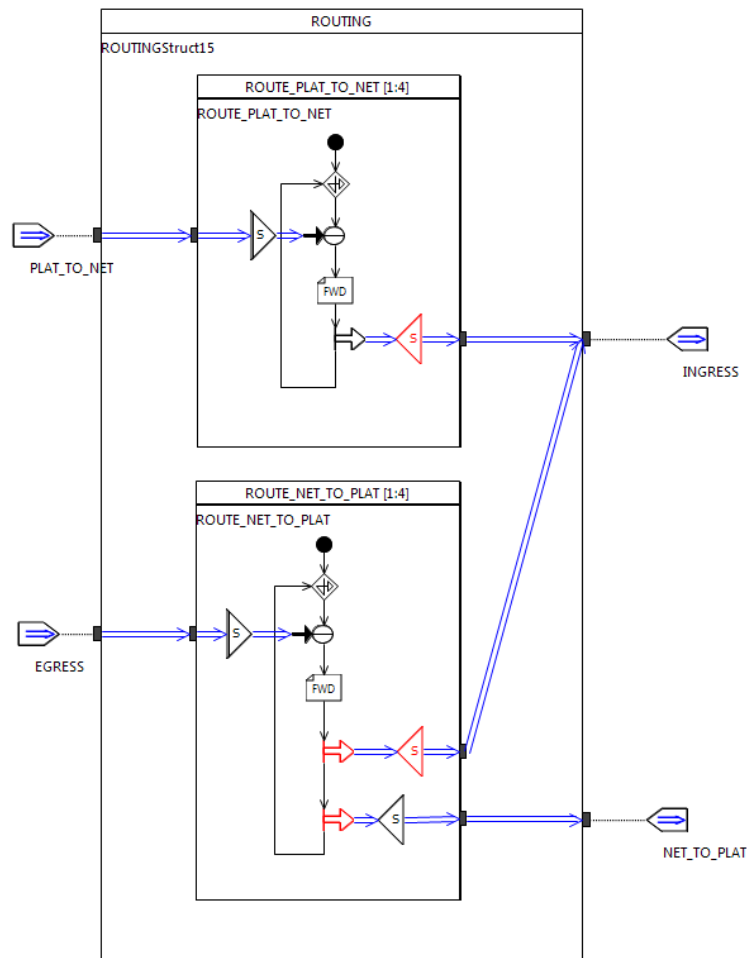 ROUTING
ROUTINGStruct15
ROUTE_PLAT_TO_NET [1:4]
ROUTE_PLAT_TO_NET
S
PLAT_TO_NET
FWD
S
INGRESS
ROUTE_NET_TO_PLAT [1:4]
ROUTE_NET_TO_PLAT
S
EGRESS
FWD
S
S
NET_TO_PLAT